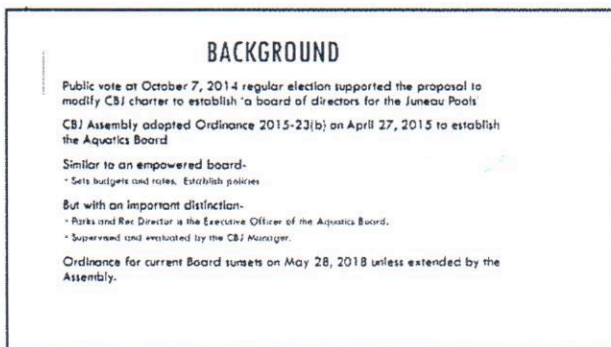 BACKGROUND
Public vote at October 7, 2014 regular election supported the proposal to
modify CBJ charter to establish 'a board of directors for the Juneau Pools'
CBJ Assembly adopted Ordinance 2015-23(b) on April 27, 2015 to establish
the Aquatics Board
Similar to an empowered board-
• Sets budgets and rates. Establish policies
But with an important distinction-
• Parks and Rec Director is the Executive Officer of the Aquatics Board.
• Supervised and evaluated by the CBJ Manager.
Ordinance for current Board sunsets on May 28, 2018 unless extended by the
Assembly.